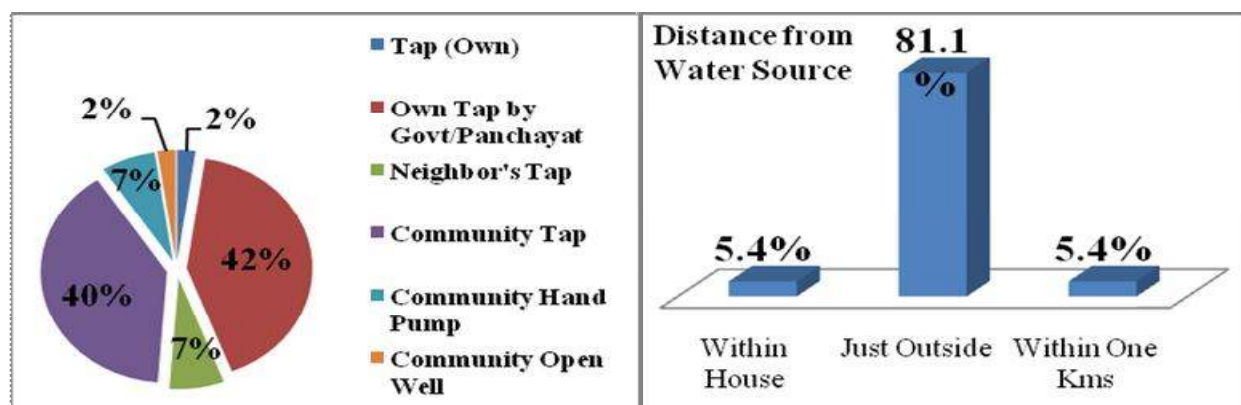 2%
2%
7%
42%
40%
7%
Tap (Own)
Own Tap by
Govt/Panchayat
Neighbor's Tap
Community Tap
Community Hand
Pump
Community Open
Well
Distance from
Water Source
81.1
%
5.4%
5.4%
Within
House
Just Outside
Within One
Kms